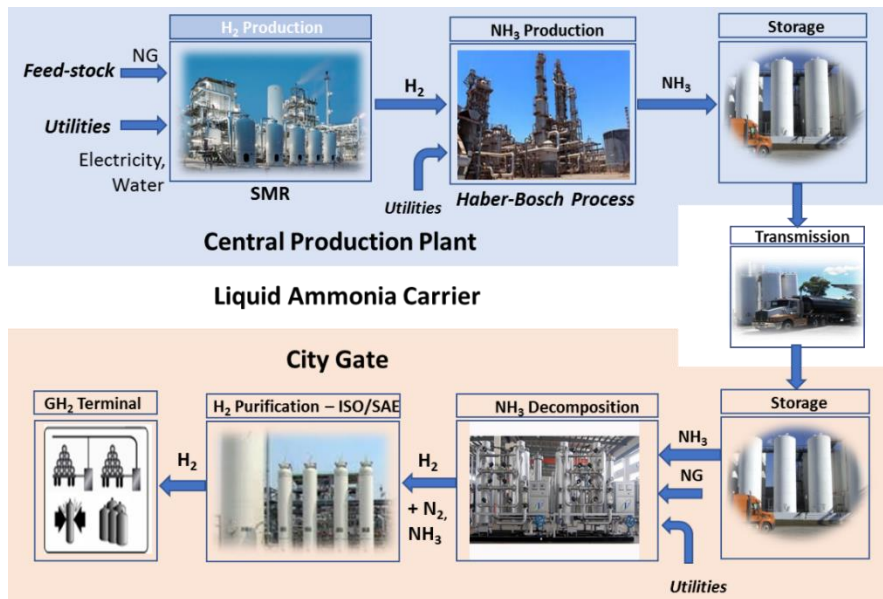 H₂ Production
NH₃ Production
Storage
NG
Feed-stock
H₂
NH₃
Utilities
Electricity,
Water
SMR
Utilities
Haber-Bosch Process
Central Production Plant
Transmission
Liquid Ammonia Carrier
City Gate
GH₂ Terminal
H₂ Purification – ISO/SAE
NH₃ Decomposition
Storage
H₂
H₂
+ N₂,
NH₃
NH₃
NG
Utilities